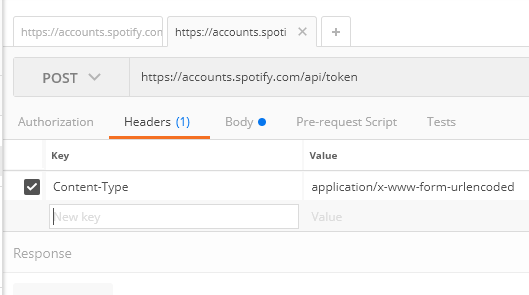 https://accounts.spotify.con
https://accounts.spoti
POST
https://accounts.spotify.com/api/token
Authorization
Headers (1)
Body
Pre-request Script
Tests
Key
Value
Content-Type
application/x-www-form-urlencoded
New key
Value
Response